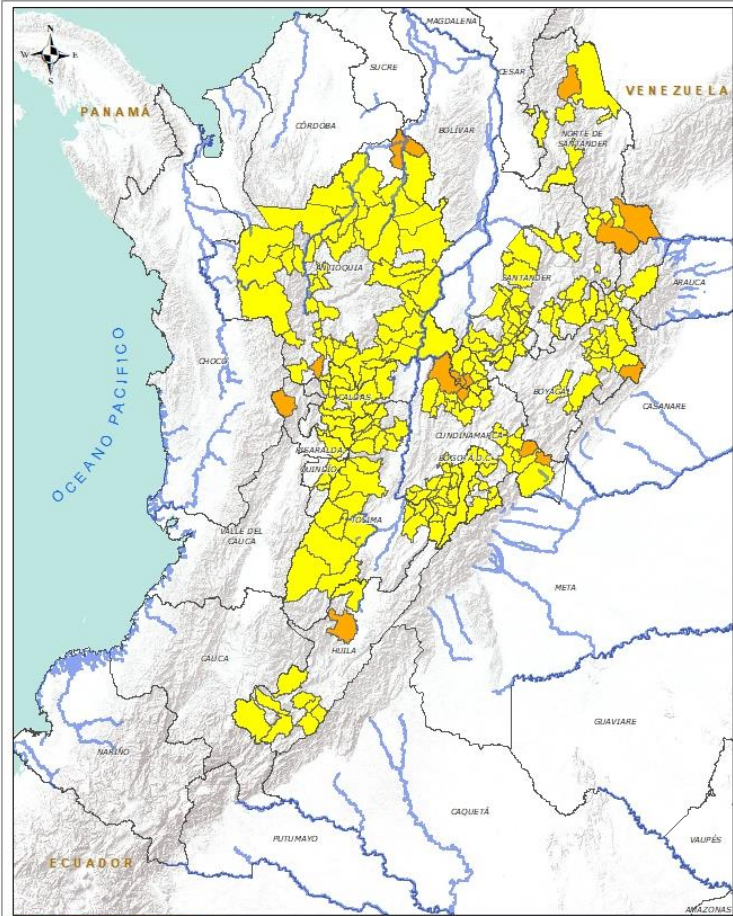 N
MAGDALENA
W E
S
SUCRE
CESAR
VENEZUELA
PANAMÁ
CÓRDOBA
BOLÍVAR
NORTE DE
SANTANDER
ANTIOQUIA
SANTANDER
ARAUCA
CHOCÓ
OCEANO PACIFICO
CALDAS
BOYACÁ
CASANARE
CUNDINAMARCA
RISARALDA
BOGOTÁ, D.C.
QUINDÍO
TOLIMA
VALLE DEL
CAUCA
META
HUILA
CAUCA
GUAVIARE
NARIÑO
CAQUETÁ
PUTUMAYO
VAUPÉS
ECUADOR
AMAZONAS